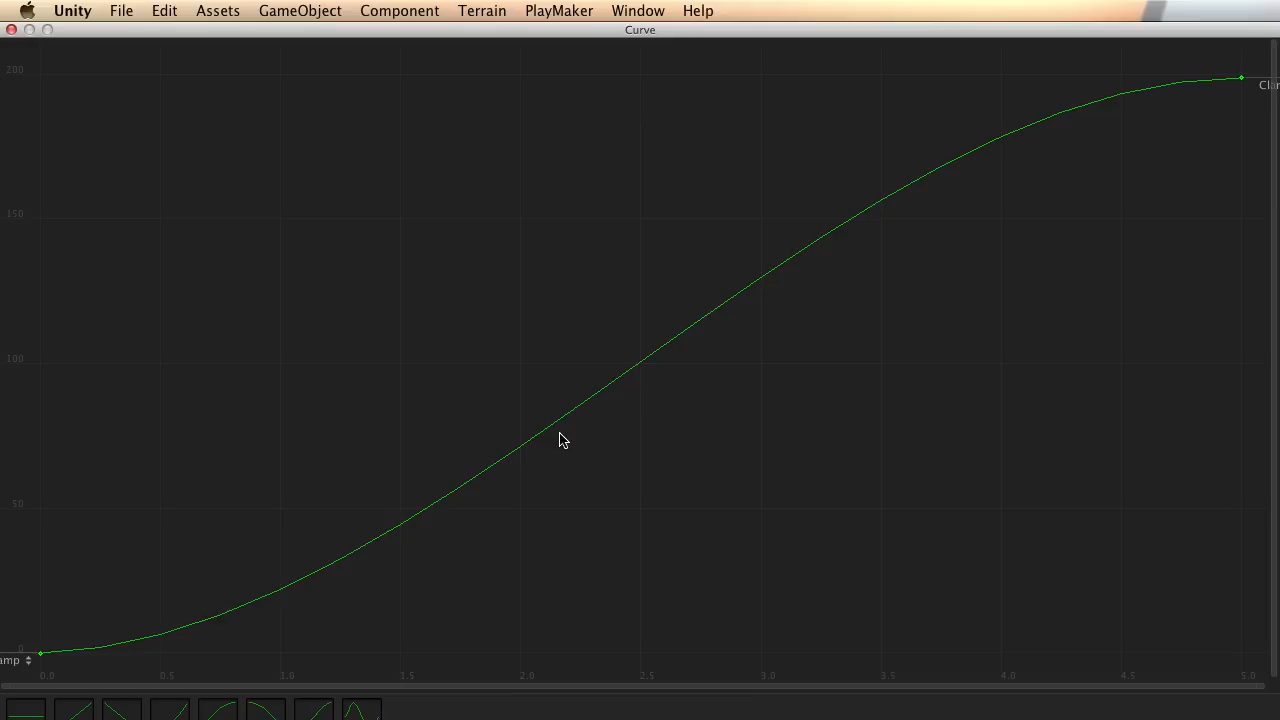 Unity File Edit Assets GameObject Component Terrain PlayMaker Window Help
Curve
200
Clar
150
100
50
0
amp
0.0 0.5 1.0 1.5 2.0 2.5 3.0 3.5 4.0 4.5 5.0